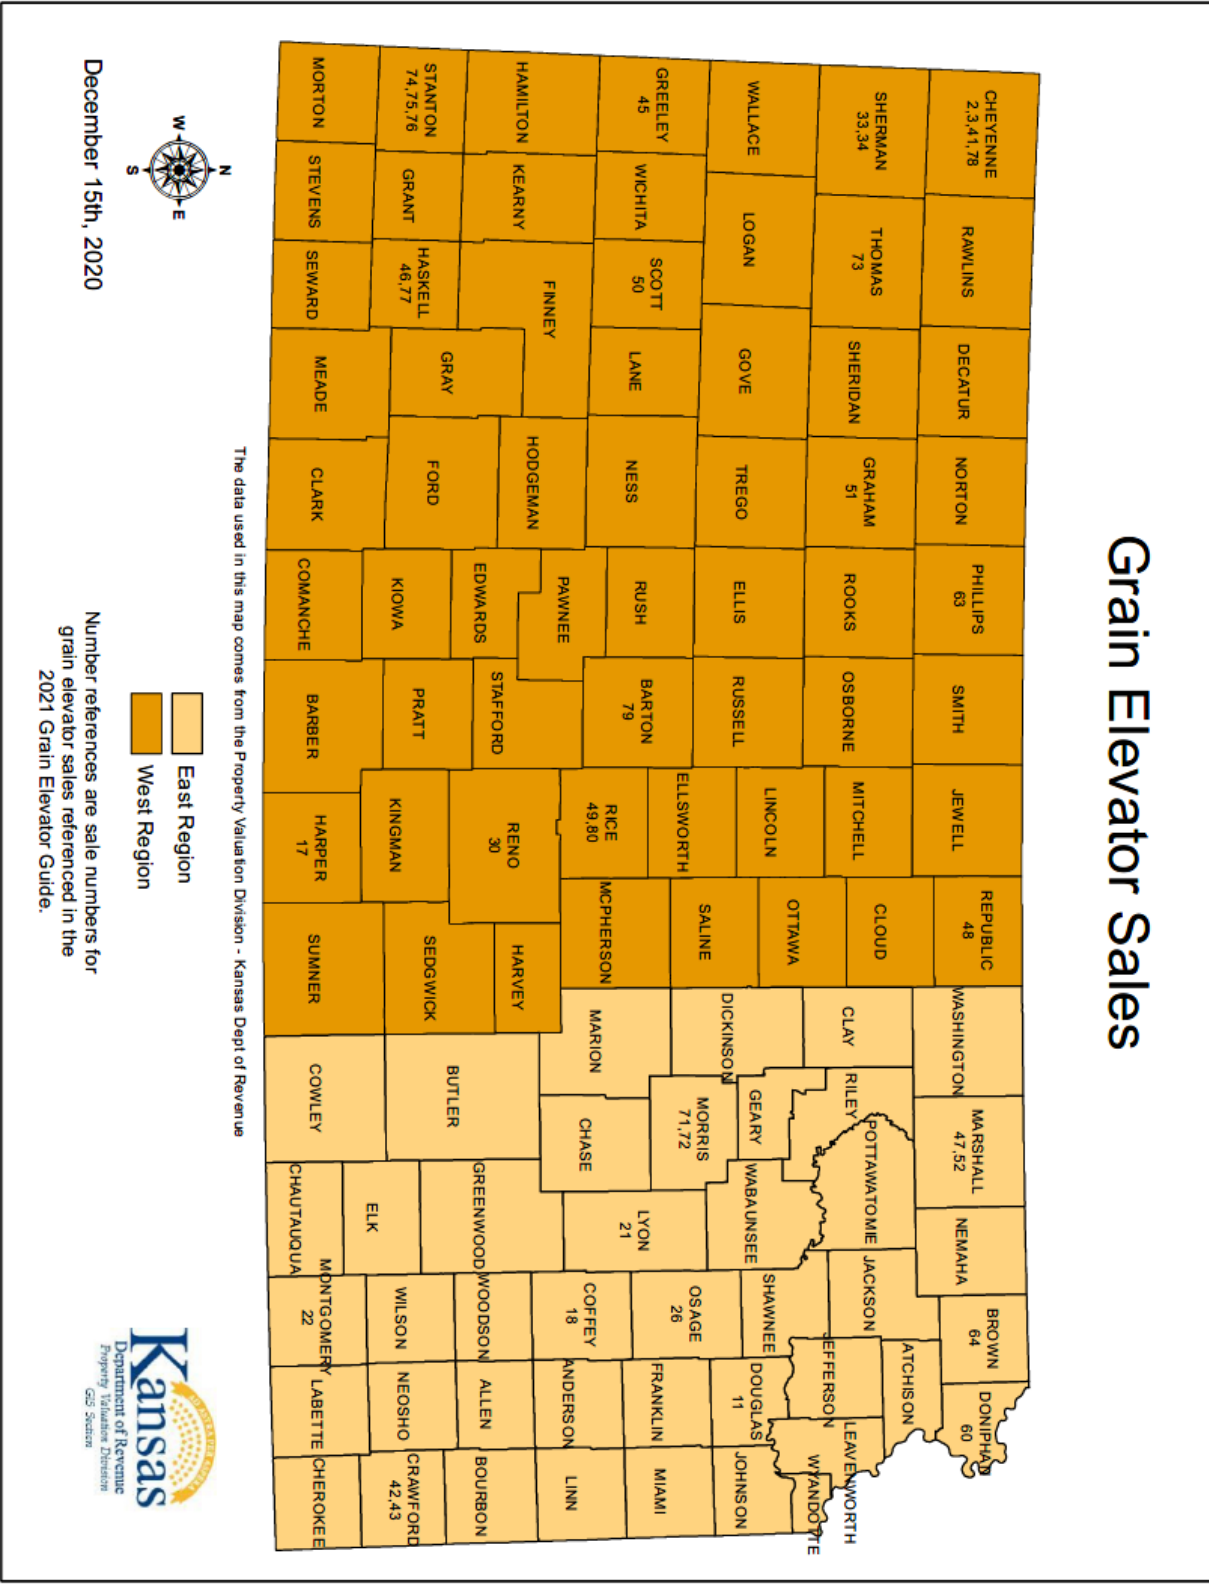 Grain Elevator Sales
CHEYENNE
2,3,41,78
RAWLINS
DECATUR
NORTON
PHILLIPS
63
SMITH
JEWELL
REPUBLIC
48
WASHINGTON
MARSHALL
47,52
NEMAHA
BROWN
64
DONIPHAN
60
SHERMAN
33,34
THOMAS
73
SHERIDAN
GRAHAM
51
ROOKS
OSBORNE
MITCHELL
CLOUD
CLAY
RILEY
POTTAWATOMIE
JACKSON
ATCHISON
JEFFERSON
LEAVENWORTH
WYANDOTTE
WALLACE
LOGAN
GOVE
TREGO
ELLIS
RUSSELL
LINCOLN
OTTAWA
SALINE
DICKINSON
GEARY
WABAUNSEE
SHAWNEE
DOUGLAS
11
JOHNSON
GREELEY
45
WICHITA
SCOTT
50
LANE
NESS
RUSH
BARTON
79
ELLSWORTH
RICE
49,80
MCPHERSON
MARION
MORRIS
71,72
CHASE
LYON
21
OSAGE
26
FRANKLIN
MIAMI
HAMILTON
KEARNY
FINNEY
HODGEMAN
PAWNEE
EDWARDS
STAFFORD
RENO
30
HARVEY
BUTLER
GREENWOOD
WOODSON
COFFEY
18
ANDERSON
LINN
ALLEN
BOURBON
STANTON
74,75,76
GRANT
HASKELL
46,77
GRAY
FORD
KIOWA
PRATT
KINGMAN
SEDGWICK
ELK
WILSON
NEOSHO
CRAWFORD
42,43
MORTON
STEVENS
SEWARD
MEADE
CLARK
COMANCHE
BARBER
HARPER
17
SUMNER
COWLEY
CHAUTAUQUA
MONTGOMERY
22
LABETTE
CHEROKEE
The data used in this map comes from the Property Valuation Division - Kansas Dept of Revenue
N
W
E
S
December 15th, 2020
East Region
West Region
Number references are sale numbers for
grain elevator sales referenced in the
2021 Grain Elevator Guide.
Kansas
Department of Revenue
Property Valuation Division
GIS Section